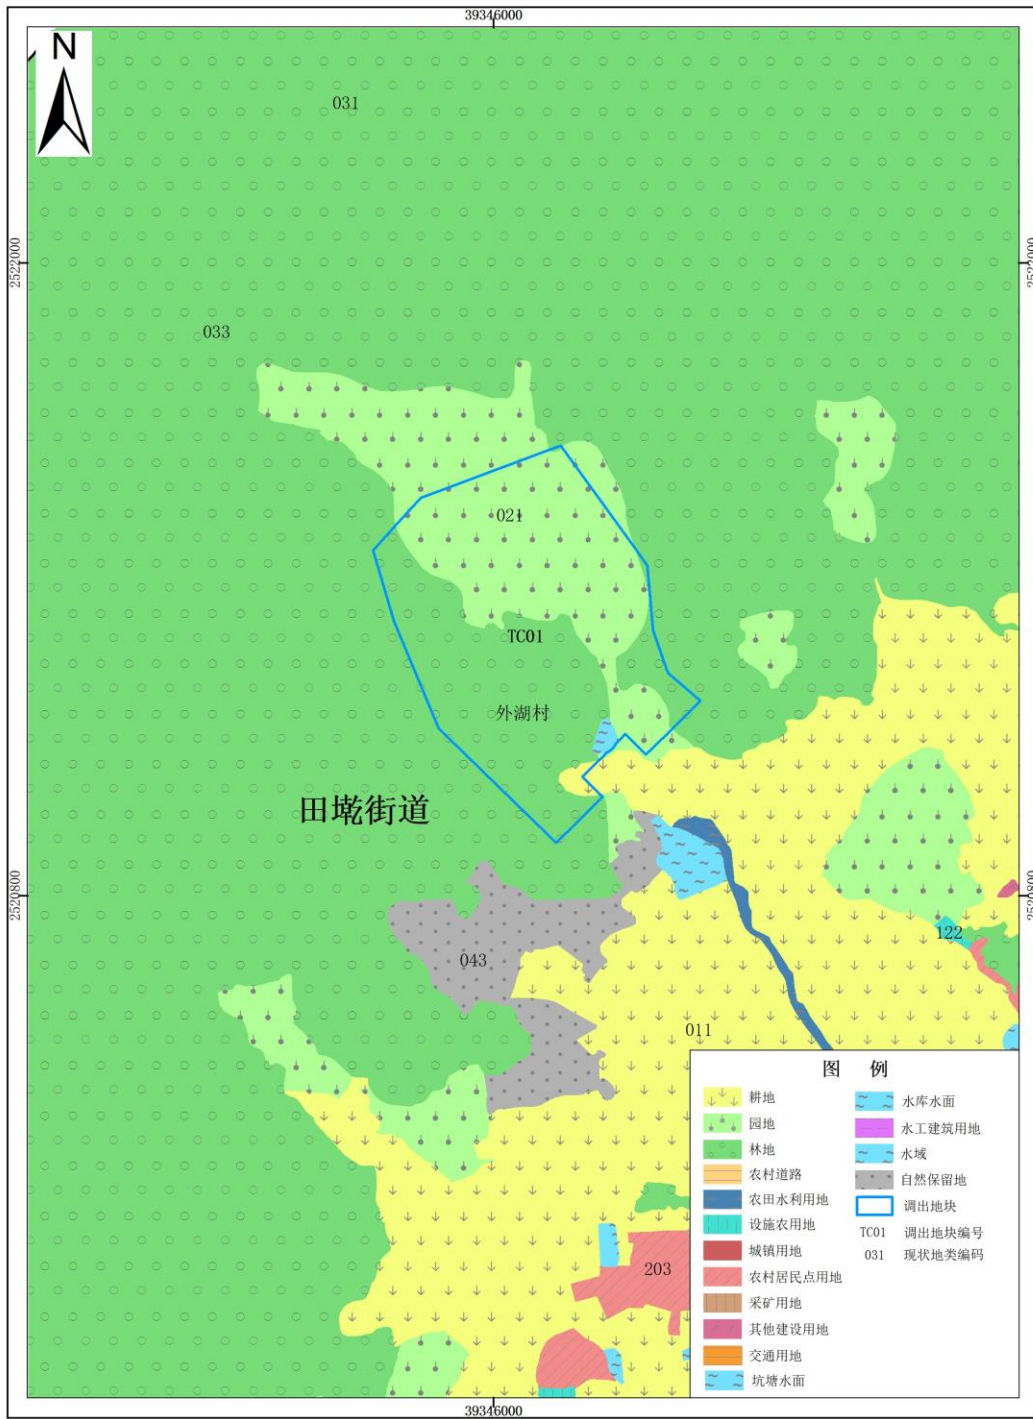 39346000
N
031
2522000
2522000
033
021
TC01
外湖村
田墘街道
2520800
2520800
122
043
011
203
图 例
耕地
园地
林地
农村道路
农田水利用地
设施农用地
城镇用地
农村居民点用地
采矿用地
其他建设用地
交通用地
坑塘水面
水库水面
水工建筑用地
水域
自然保留地
调出地块
TC01 调出地块编号
031 现状地类编码
39346000